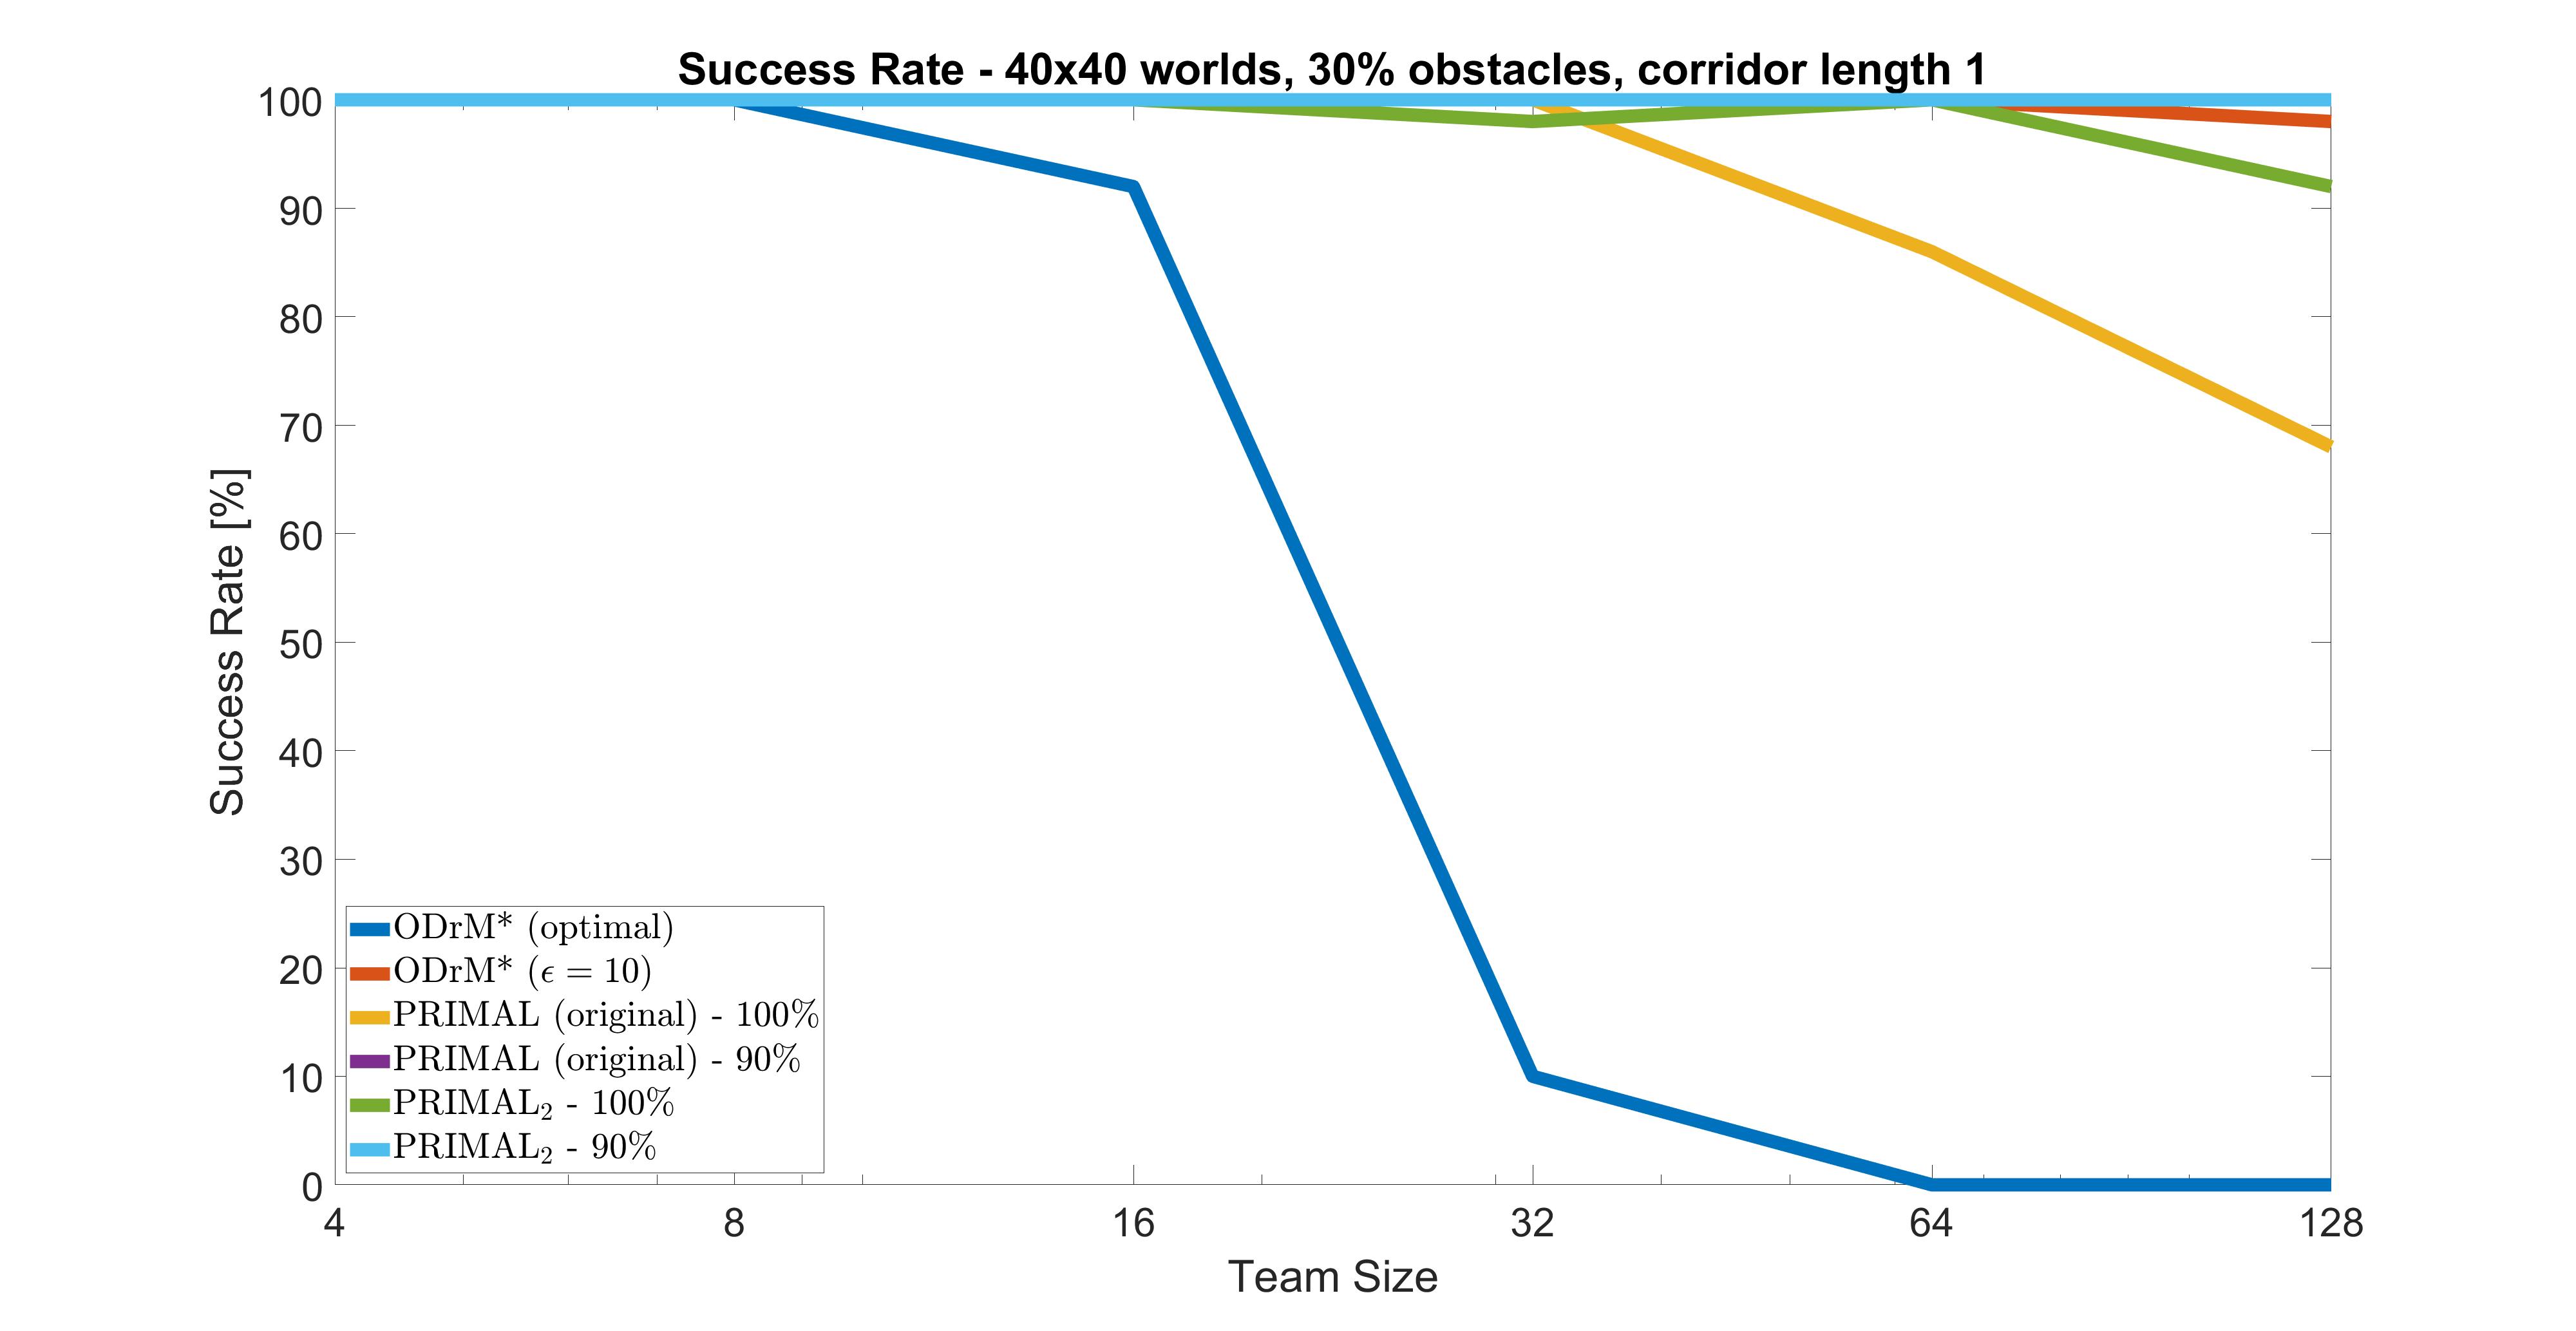 Success Rate - 40x40 worlds, 30% obstacles, corridor length 1
100
90
80
70
60
50
40
30
20
10
0
Success Rate [%]
ODrM* (optimal)
ODrM* (ϵ = 10)
PRIMAL (original) - 100%
PRIMAL (original) - 90%
PRIMAL₂ - 100%
PRIMAL₂ - 90%
4 8 16 32 64 128
Team Size